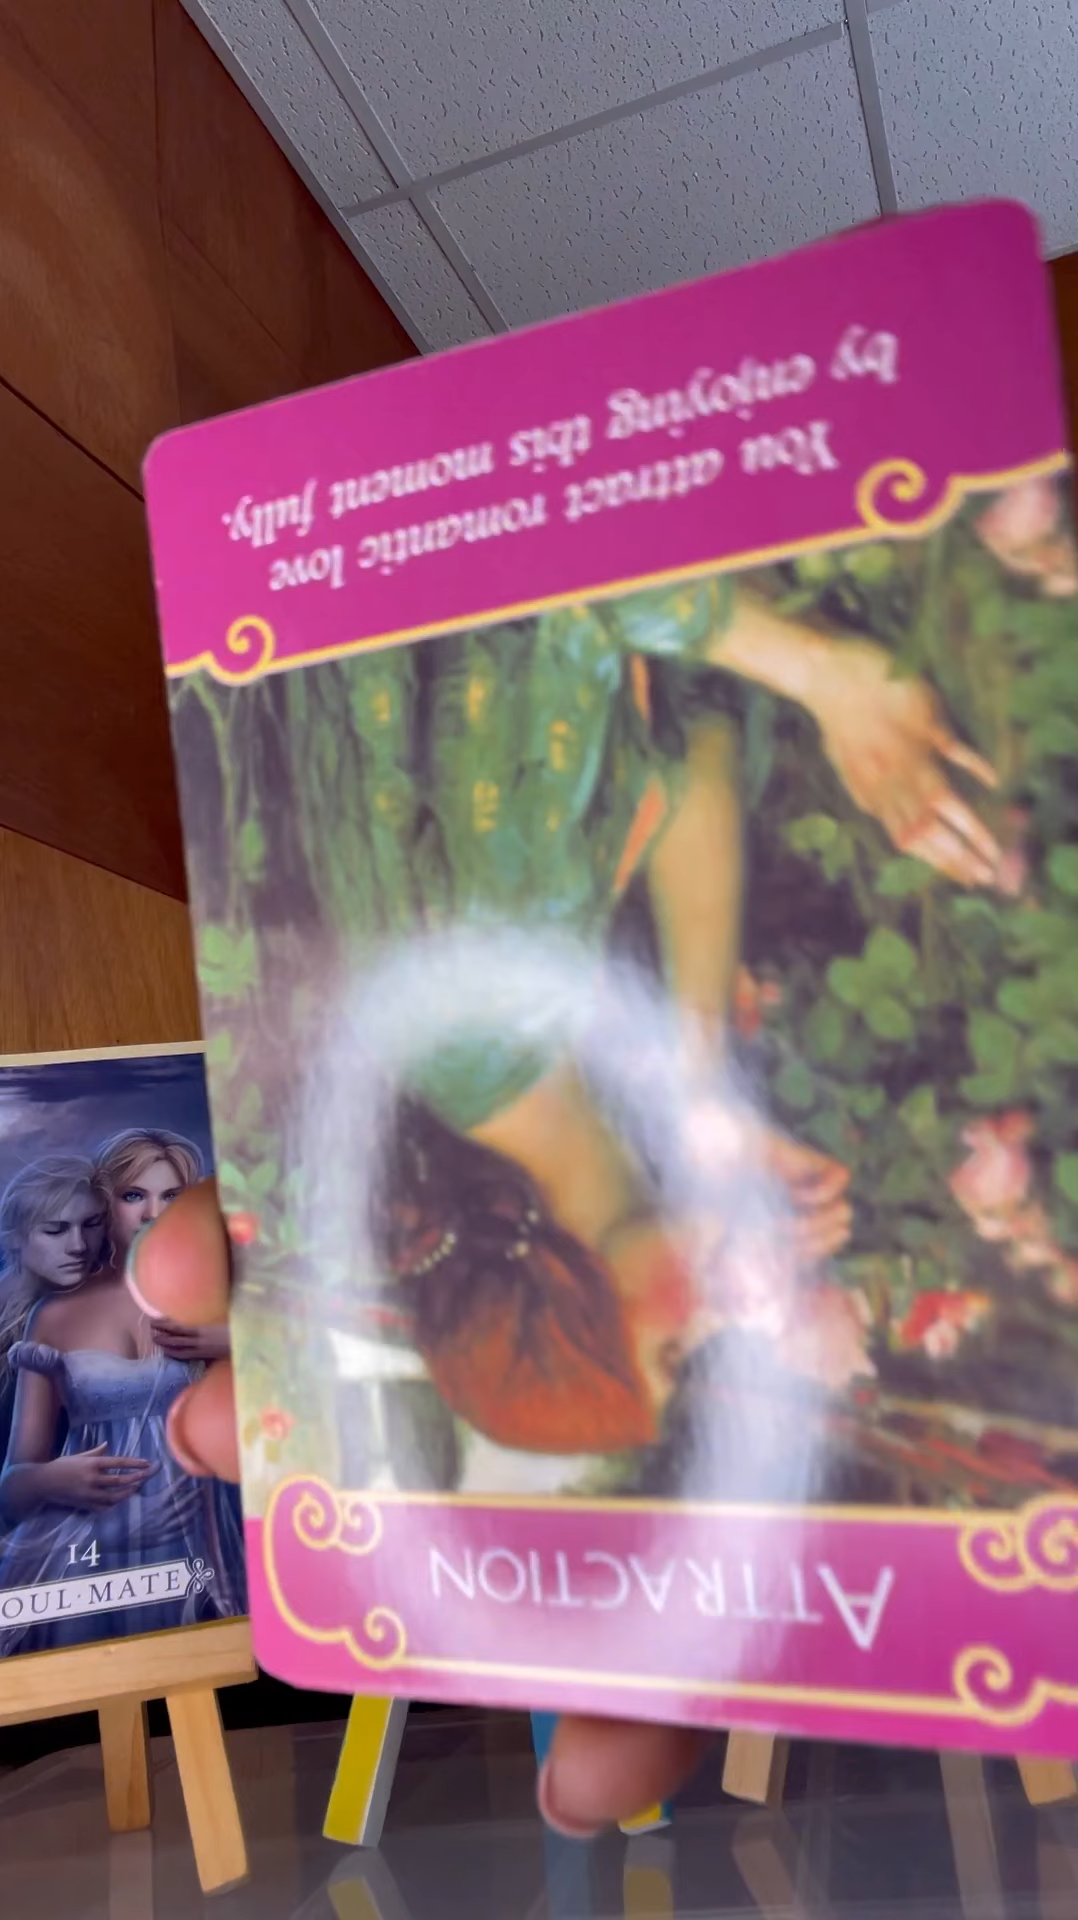 ATTRACTION
You attract romantic love
by enjoying this moment fully.
14
OUL·MATE